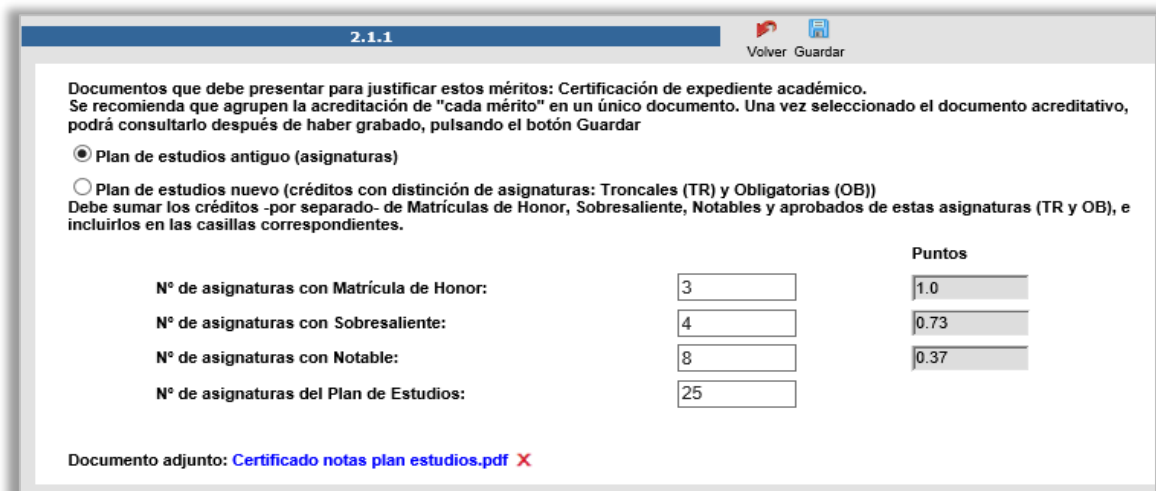 2.1.1
Volver Guardar
Documentos que debe presentar para justificar estos méritos: Certificación de expediente académico.
Se recomienda que agrupen la acreditación de "cada mérito" en un único documento. Una vez seleccionado el documento acreditativo,
podrá consultarlo después de haber grabado, pulsando el botón Guardar
Plan de estudios antiguo (asignaturas)
Plan de estudios nuevo (créditos con distinción de asignaturas: Troncales (TR) y Obligatorias (OB))
Debe sumar los créditos -por separado- de Matrículas de Honor, Sobresaliente, Notables y aprobados de estas asignaturas (TR y OB), e
incluirlos en las casillas correspondientes.
Puntos
Nº de asignaturas con Matrícula de Honor: 3 1.0
Nº de asignaturas con Sobresaliente: 4 0.73
Nº de asignaturas con Notable: 8 0.37
Nº de asignaturas del Plan de Estudios: 25
Documento adjunto: Certificado notas plan estudios.pdf X